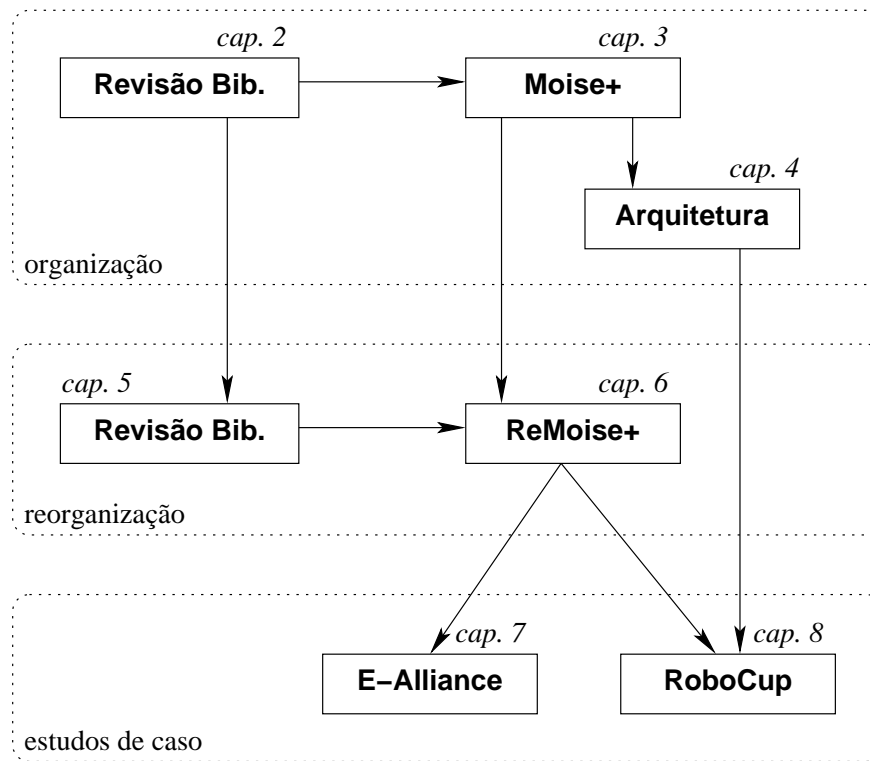 cap. 2
cap. 3
Revisão Bib.
Moise+
cap. 4
Arquitetura
organização
cap. 5
cap. 6
Revisão Bib.
ReMoise+
reorganização
cap. 7
cap. 8
E−Alliance
RoboCup
estudos de caso